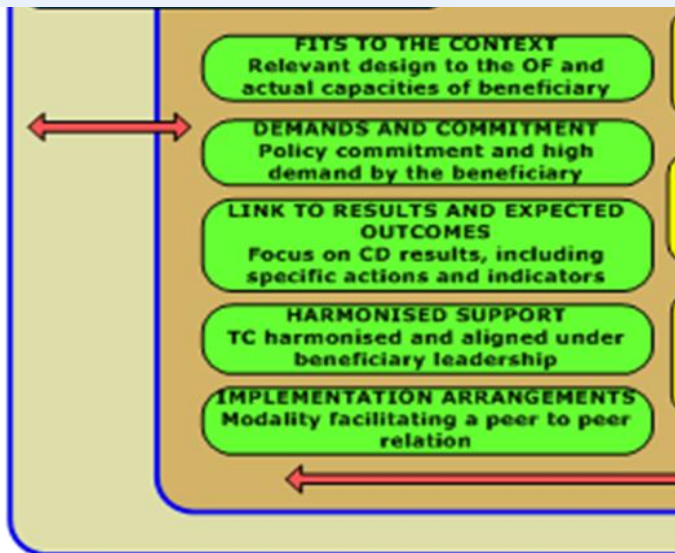 FITS TO THE CONTEXT
Relevant design to the OF and
actual capacities of beneficiary
DEMANDS AND COMMITMENT
Policy commitment and high
demand by the beneficiary
LINK TO RESULTS AND EXPECTED
OUTCOMES
Focus on CD results, including
specific actions and indicators
HARMONISED SUPPORT
TC harmonised and aligned under
beneficiary leadership
IMPLEMENTATION ARRANGEMENTS
Modality facilitating a peer to peer
relation